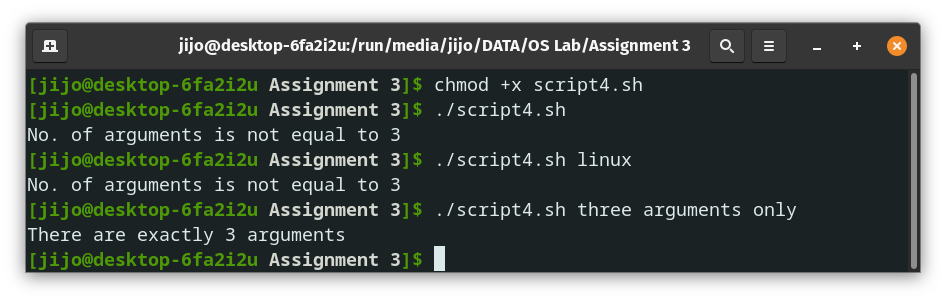 jijo@desktop-6fa2i2u:/run/media/jijo/DATA/OS Lab/Assignment 3
[jijo@desktop-6fa2i2u Assignment 3]$ chmod +x script4.sh
[jijo@desktop-6fa2i2u Assignment 3]$ ./script4.sh
No. of arguments is not equal to 3
[jijo@desktop-6fa2i2u Assignment 3]$ ./script4.sh linux
No. of arguments is not equal to 3
[jijo@desktop-6fa2i2u Assignment 3]$ ./script4.sh three arguments only
There are exactly 3 arguments
[jijo@desktop-6fa2i2u Assignment 3]$